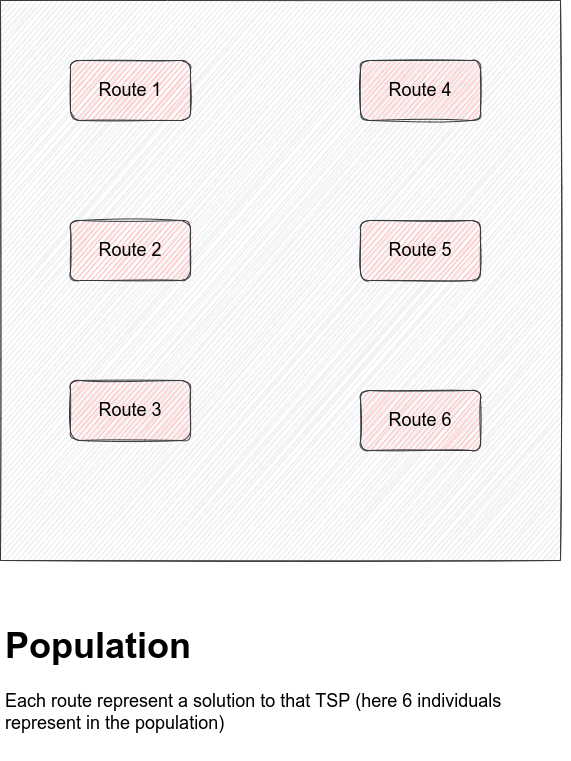 Route 1
Route 4
Route 2
Route 5
Route 3
Route 6
Population
Each route represent a solution to that TSP (here 6 individuals
represent in the population)